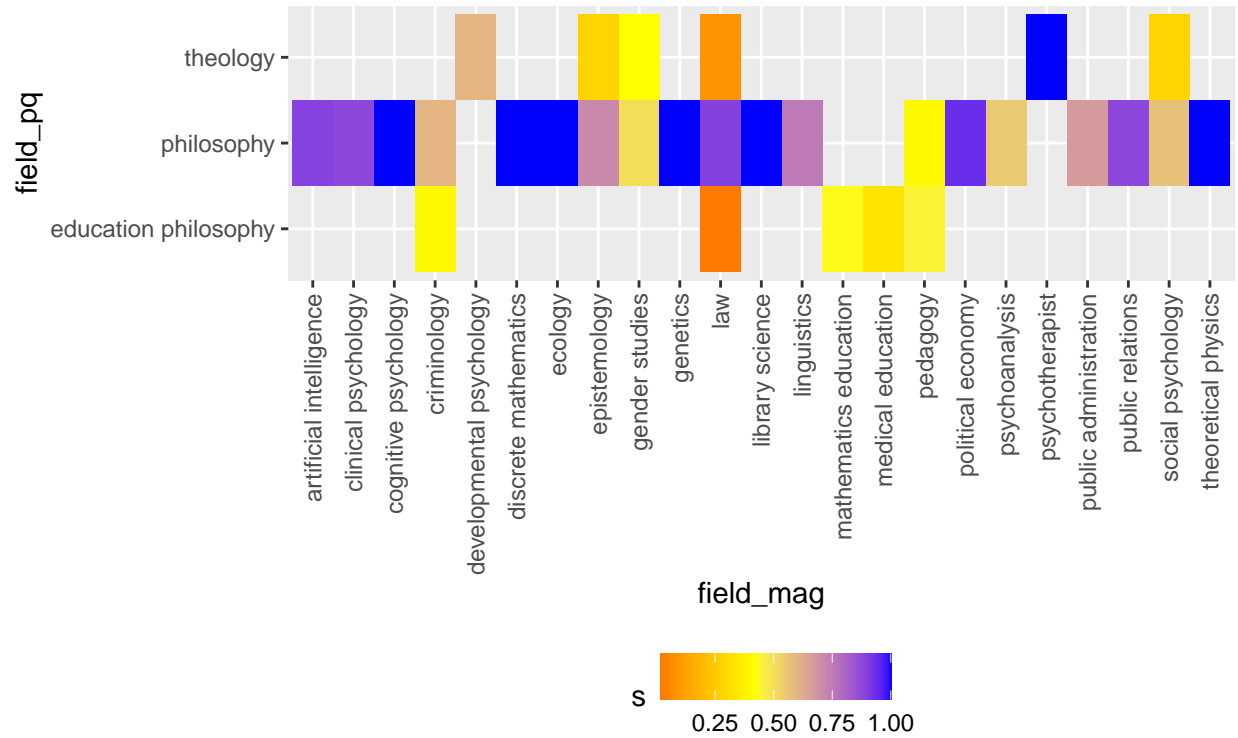 field_pq
theology
philosophy
education philosophy
artificial intelligence
clinical psychology
cognitive psychology
criminology
developmental psychology
discrete mathematics
ecology
epistemology
gender studies
genetics
law
library science
linguistics
mathematics education
medical education
pedagogy
political economy
psychoanalysis
psychotherapist
public administration
public relations
social psychology
theoretical physics
field_mag
s
0.25 0.50 0.75 1.00